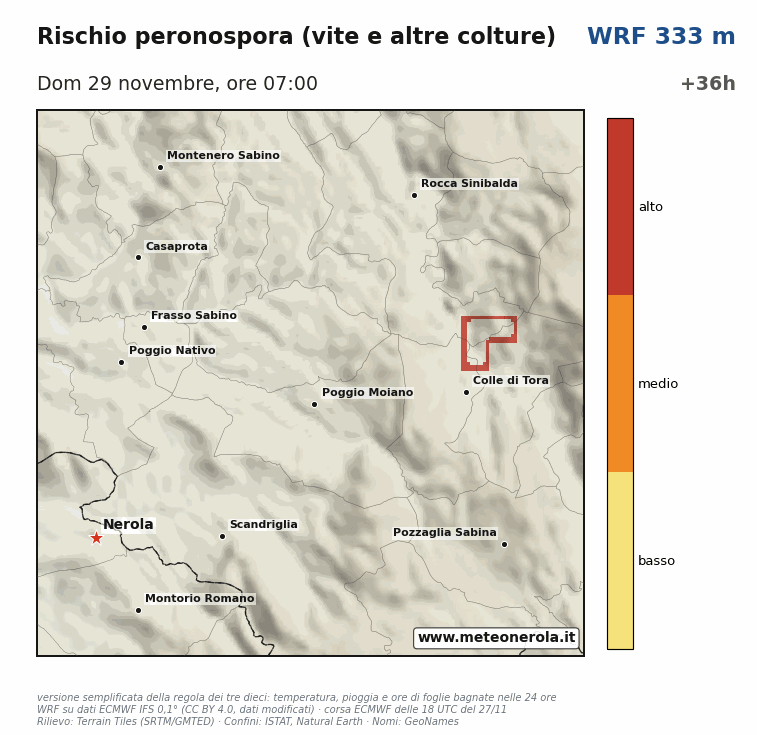 Rischio peronospora (vite e altre colture)
WRF 333 m
Dom 29 novembre, ore 07:00
+36h
Montenero Sabino
Rocca Sinibalda
alto
Casaprota
Frasso Sabino
Poggio Nativo
Colle di Tora
medio
Poggio Moiano
Nerola
Scandriglia
Pozzaglia Sabina
basso
Montorio Romano
www.meteonerola.it
versione semplificata della regola dei tre dieci: temperatura, pioggia e ore di foglie bagnate nelle 24 ore
WRF su dati ECMWF IFS 0,1° (CC BY 4.0, dati modificati) · corsa ECMWF delle 18 UTC del 27/11
Rilievo: Terrain Tiles (SRTM/GMTED) · Confini: ISTAT, Natural Earth · Nomi: GeoNames